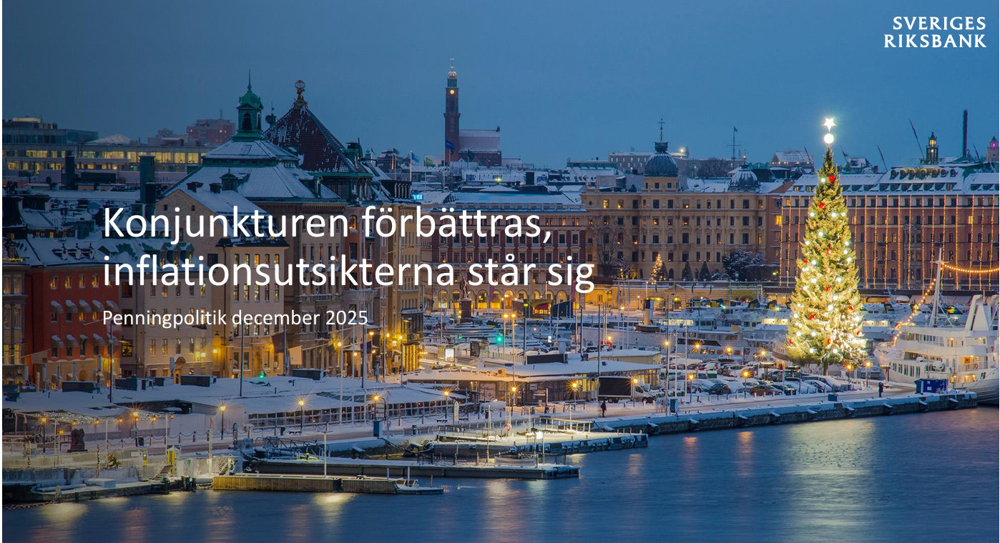 SVERIGES
RIKSBANK
Konjunkturen förbättras,
inflationsutsikterna står sig
Penningpolitik december 2025